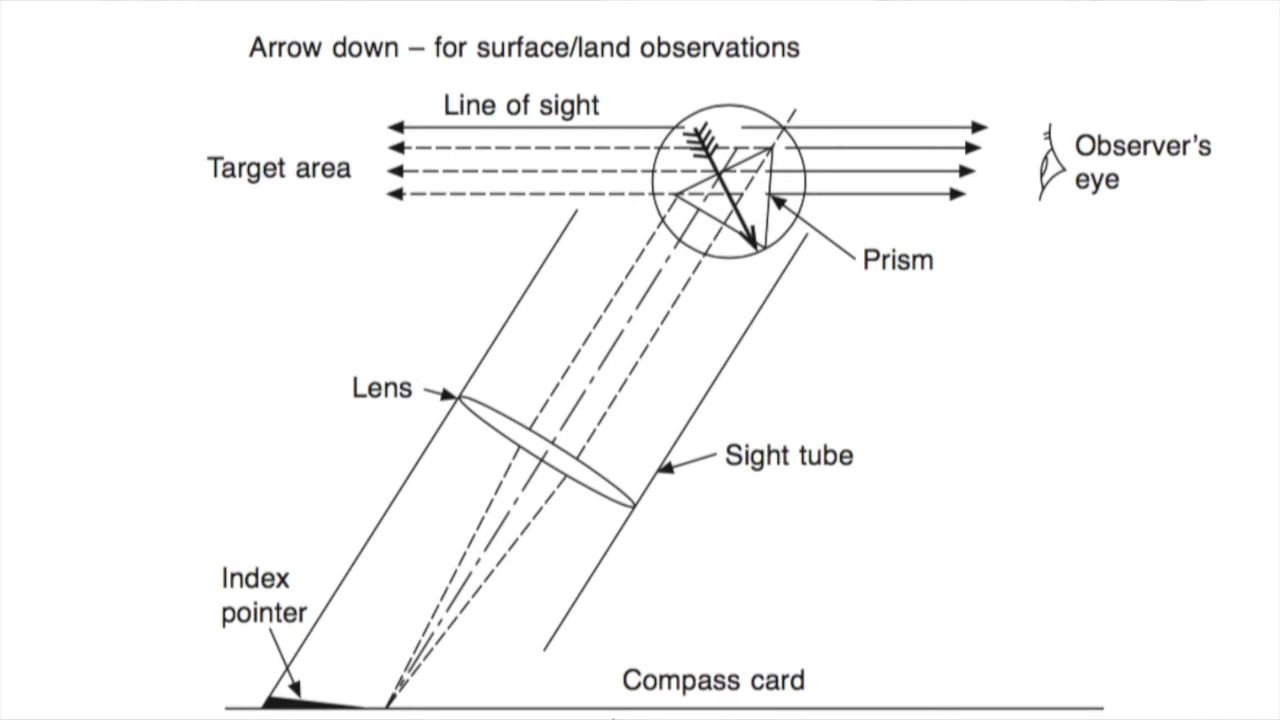 Arrow down – for surface/land observations
Line of sight
Target area
Observer's
eye
Prism
Lens
Sight tube
Index
pointer
Compass card